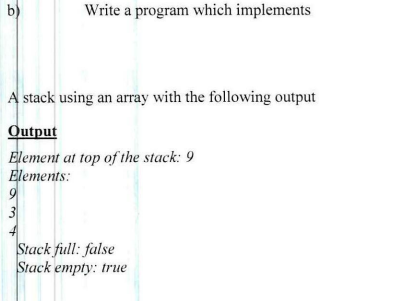 b) Write a program which implements
A stack using an array with the following output
Output
Element at top of the stack: 9
Elements:
9
3
4
Stack full: false
Stack empty: true